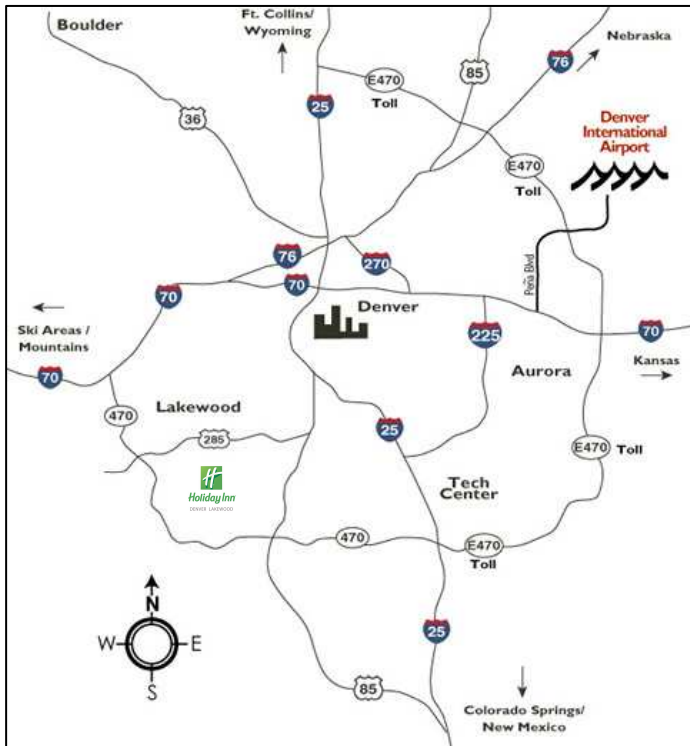 Ft. Collins/
Wyoming
Boulder
Nebraska
85
76
E470
Toll
25
36
Denver
International
Airport
E470
Toll
76
270
Peña Blvd
70
70
Denver
225
70
Ski Areas /
Mountains
Kansas
Aurora
70
Lakewood
470
285
25
E470
Toll
H
Holiday Inn
DENVER LAKEWOOD
Tech
Center
470
E470
Toll
N
W
E
S
25
85
Colorado Springs/
New Mexico